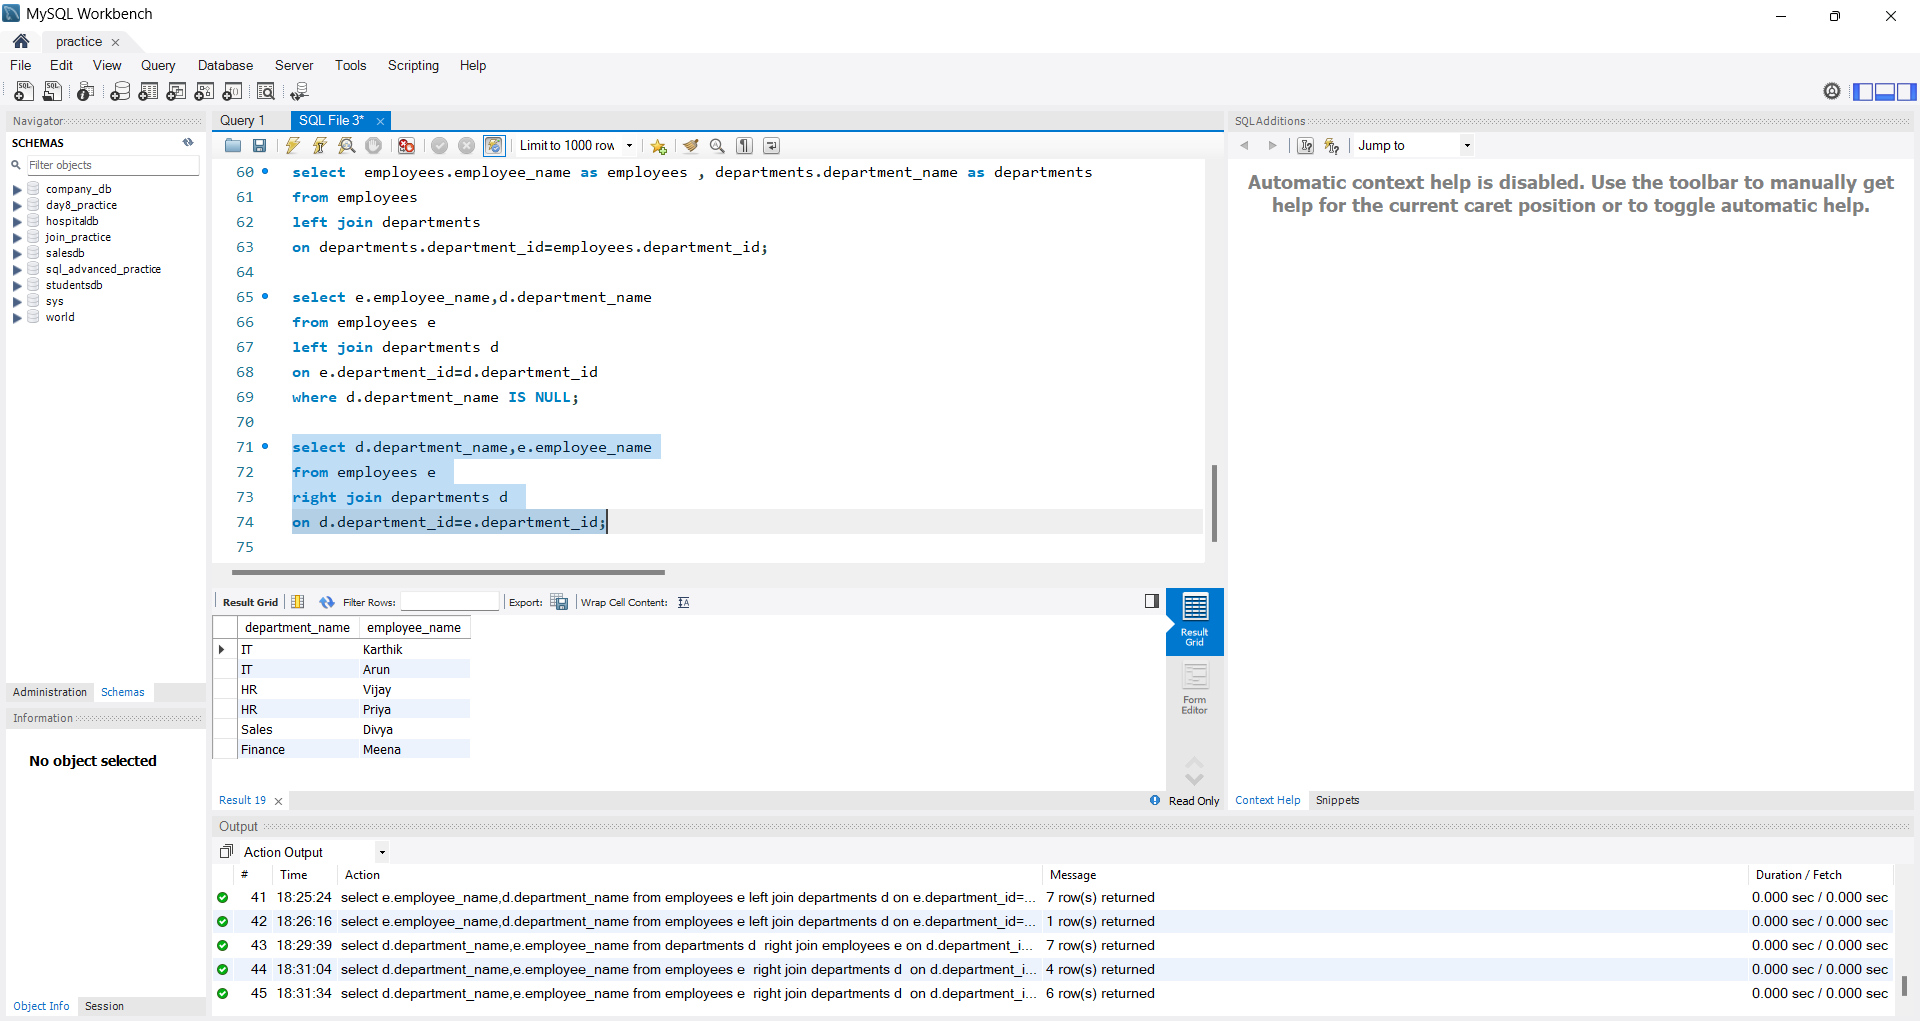 MySQL Workbench
practice
File Edit View Query Database Server Tools Scripting Help
Navigator
SCHEMAS
Filter objects
company_db
day8_practice
hospitaldb
join_practice
salesdb
sql_advanced_practice
studentsdb
sys
world
Administration Schemas
Information
No object selected
Object Info Session
Query 1 SQL File 3*
Limit to 1000 row
60 select employees.employee_name as employees , departments.department_name as departments
61 from employees
62 left join departments
63 on departments.department_id=employees.department_id;
64
65 select e.employee_name,d.department_name
66 from employees e
67 left join departments d
68 on e.department_id=d.department_id
69 where d.department_name IS NULL;
70
71 select d.department_name,e.employee_name
72 from employees e
73 right join departments d
74 on d.department_id=e.department_id;
75
Result Grid Filter Rows: Export: Wrap Cell Content:
department_name employee_name
IT Karthik
IT Arun
HR Vijay
HR Priya
Sales Divya
Finance Meena
Result Grid
Form Editor
Result 19
Read Only
SQLAdditions
Jump to
Automatic context help is disabled. Use the toolbar to manually get
help for the current caret position or to toggle automatic help.
Context Help Snippets
Output
Action Output
# Time Action Message Duration / Fetch
41 18:25:24 select e.employee_name,d.department_name from employees e left join departments d on e.department_id=... 7 row(s) returned 0.000 sec / 0.000 sec
42 18:26:16 select e.employee_name,d.department_name from employees e left join departments d on e.department_id=... 1 row(s) returned 0.000 sec / 0.000 sec
43 18:29:39 select d.department_name,e.employee_name from departments d right join employees e on d.department_i... 7 row(s) returned 0.000 sec / 0.000 sec
44 18:31:04 select d.department_name,e.employee_name from employees e right join departments d on d.department_i... 4 row(s) returned 0.000 sec / 0.000 sec
45 18:31:34 select d.department_name,e.employee_name from employees e right join departments d on d.department_i... 6 row(s) returned 0.000 sec / 0.000 sec